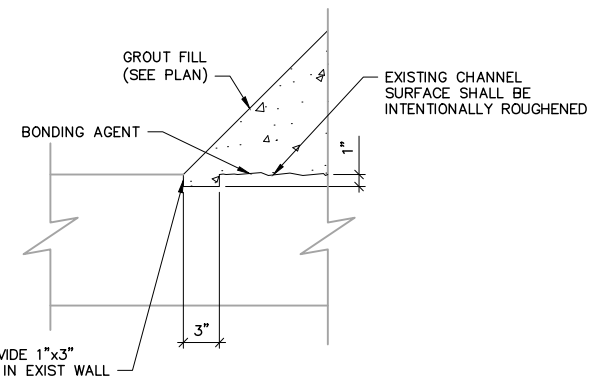 GROUT FILL
(SEE PLAN)
EXISTING CHANNEL
SURFACE SHALL BE
INTENTIONALLY ROUGHENED
BONDING AGENT
1"
3"
VIDE 1"x3"
IN EXIST WALL